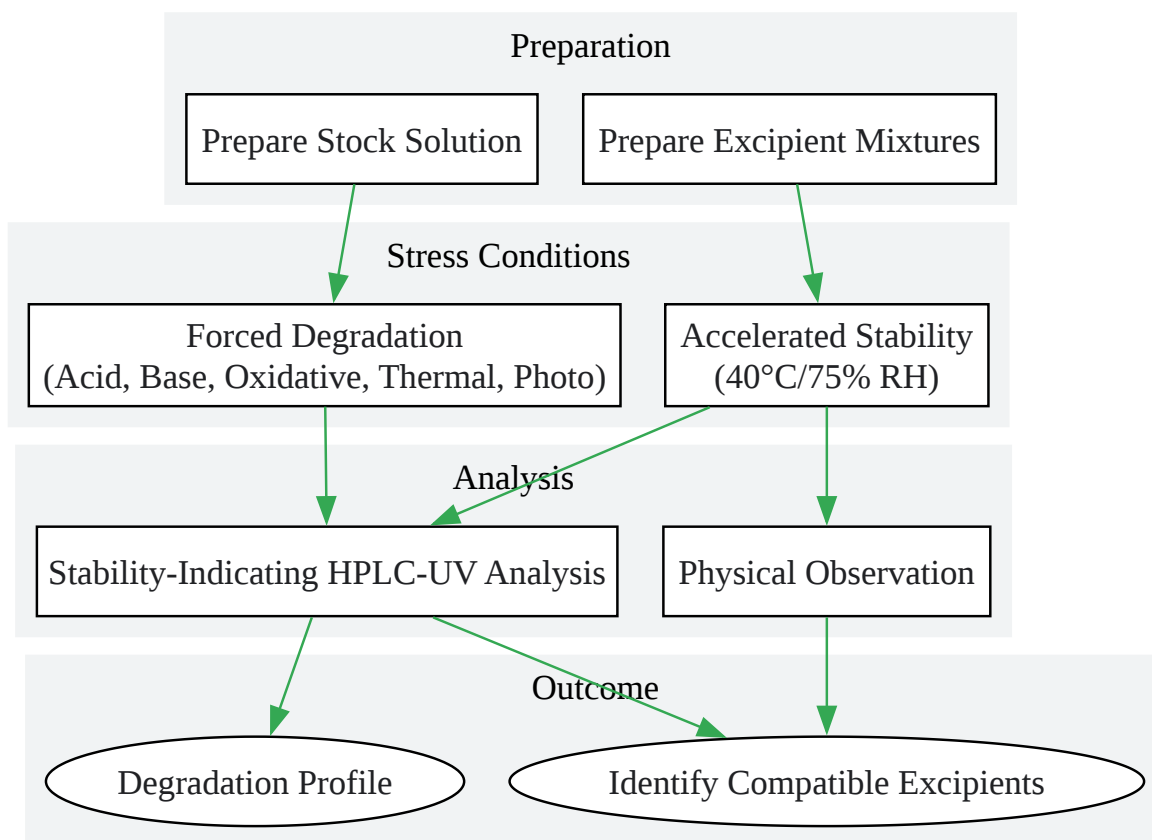 Preparation
Prepare Stock Solution
Prepare Excipient Mixtures
Stress Conditions
Forced Degradation
(Acid, Base, Oxidative, Thermal, Photo)
Accelerated Stability
(40°C/75% RH)
Analysis
Stability-Indicating HPLC-UV Analysis
Physical Observation
Outcome
Degradation Profile
Identify Compatible Excipients